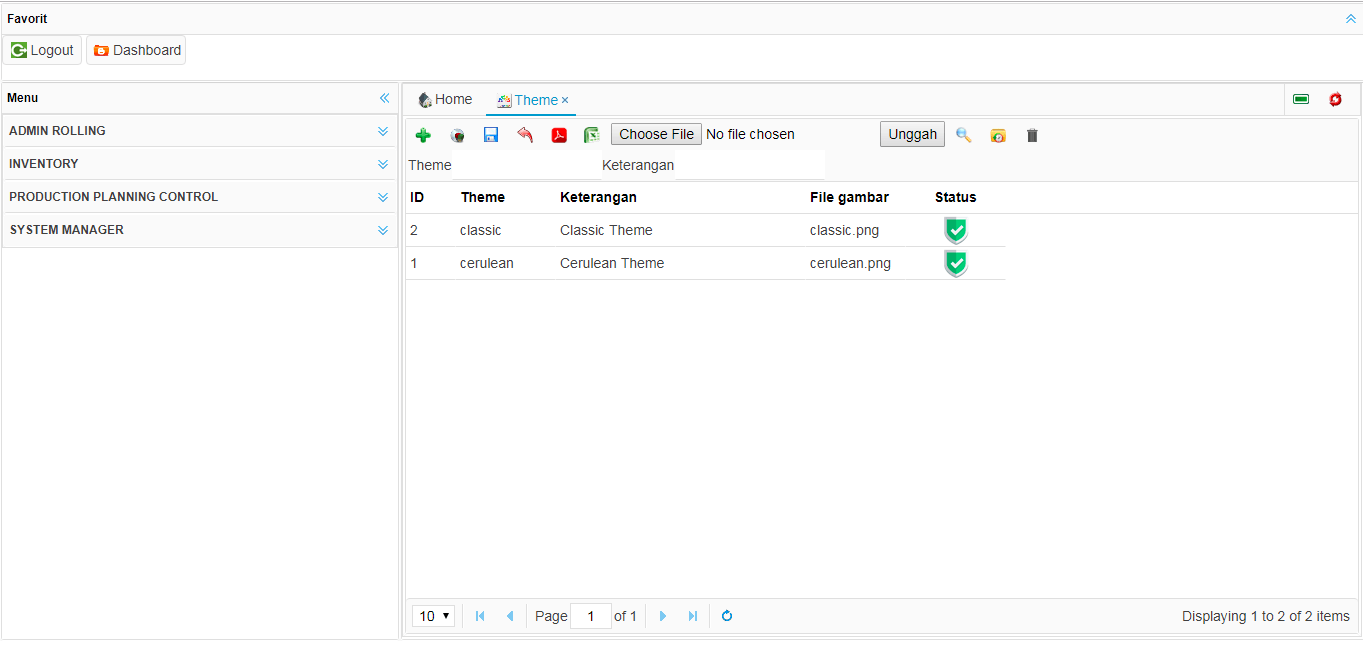 Favorit
Logout Dashboard
Menu
ADMIN ROLLING
INVENTORY
PRODUCTION PLANNING CONTROL
SYSTEM MANAGER
Home Theme ×
Choose File No file chosen Unggah
Theme Keterangan
ID Theme Keterangan File gambar Status
2 classic Classic Theme classic.png
1 cerulean Cerulean Theme cerulean.png
10 Page 1 of 1 Displaying 1 to 2 of 2 items